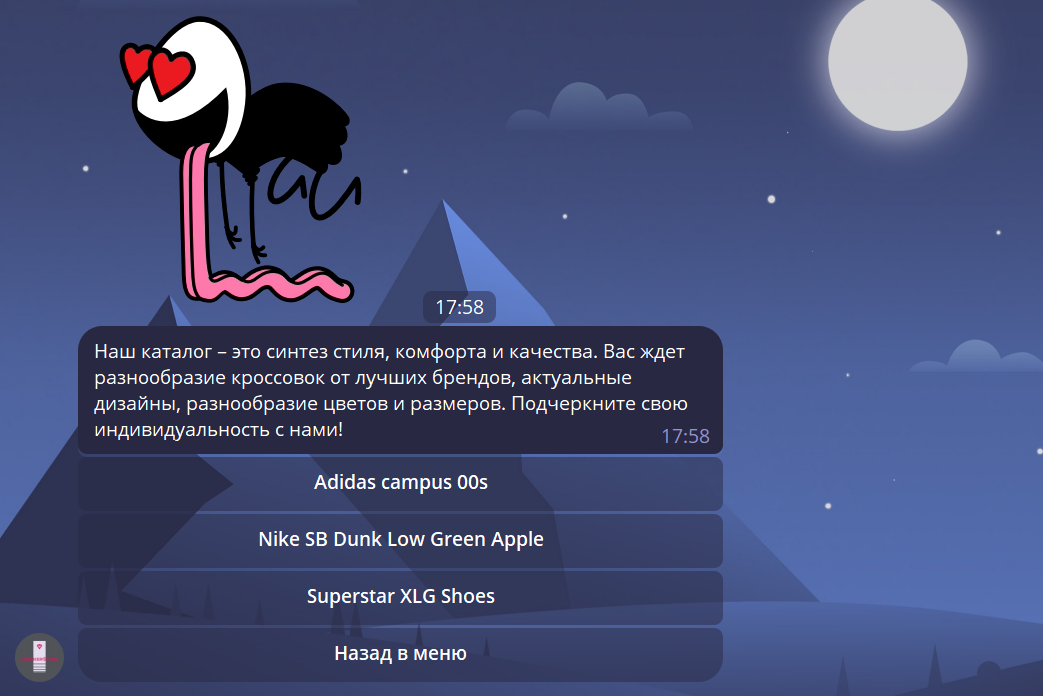 17:58
Наш каталог – это синтез стиля, комфорта и качества. Вас ждет
разнообразие кроссовок от лучших брендов, актуальные
дизайны, разнообразие цветов и размеров. Подчеркните свою
индивидуальность с нами!
17:58
Adidas campus 00s
Nike SB Dunk Low Green Apple
Superstar XLG Shoes
Назад в меню